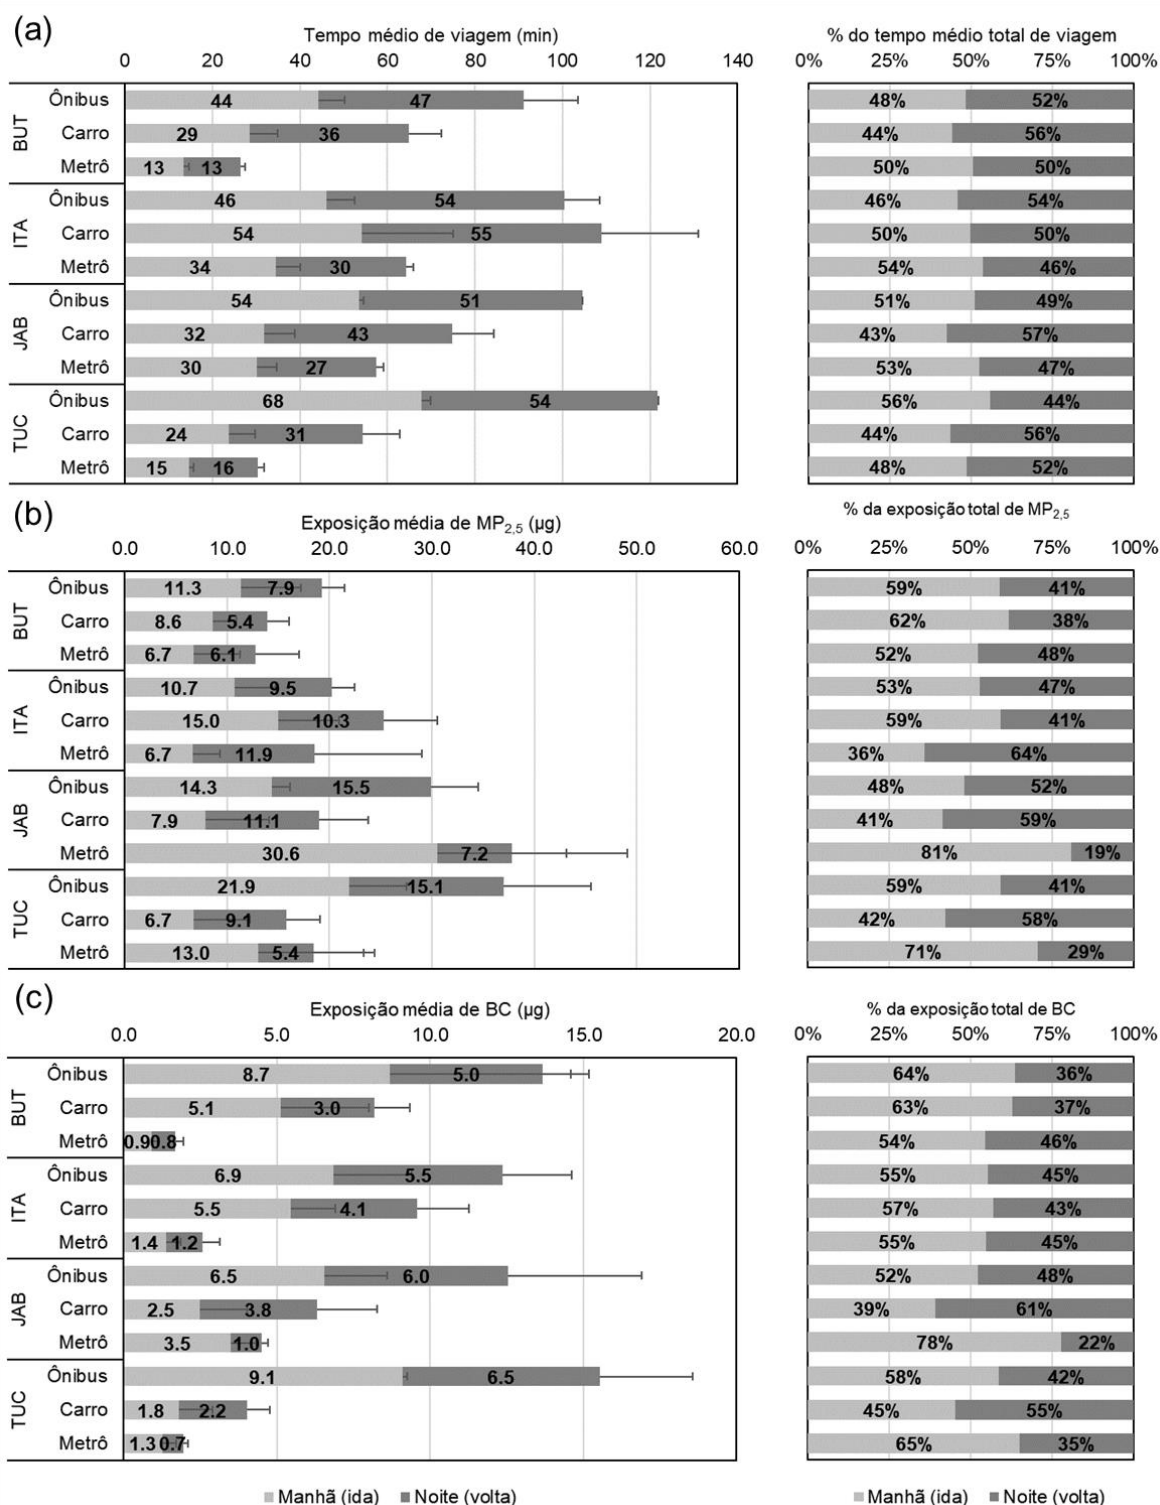 (a)
Tempo médio de viagem (min)
% do tempo médio total de viagem
0 20 40 60 80 100 120 140
0% 25% 50% 75% 100%
BUT
Ônibus 44 47 48% 52%
Carro 29 36 44% 56%
Metrô 13 13 50% 50%
ITA
Ônibus 46 54 46% 54%
Carro 54 55 50% 50%
Metrô 34 30 54% 46%
JAB
Ônibus 54 51 51% 49%
Carro 32 43 43% 57%
Metrô 30 27 53% 47%
TUC
Ônibus 68 54 56% 44%
Carro 24 31 44% 56%
Metrô 15 16 48% 52%
(b)
Exposição média de MP2,5 (µg)
% da exposição total de MP2,5
0.0 10.0 20.0 30.0 40.0 50.0 60.0
0% 25% 50% 75% 100%
BUT
Ônibus 11.3 7.9 59% 41%
Carro 8.6 5.4 62% 38%
Metrô 6.7 6.1 52% 48%
ITA
Ônibus 10.7 9.5 53% 47%
Carro 15.0 10.3 59% 41%
Metrô 6.7 11.9 36% 64%
JAB
Ônibus 14.3 15.5 48% 52%
Carro 7.9 11.1 41% 59%
Metrô 30.6 7.2 81% 19%
TUC
Ônibus 21.9 15.1 59% 41%
Carro 6.7 9.1 42% 58%
Metrô 13.0 5.4 71% 29%
(c)
Exposição média de BC (µg)
% da exposição total de BC
0.0 5.0 10.0 15.0 20.0
0% 25% 50% 75% 100%
BUT
Ônibus 8.7 5.0 64% 36%
Carro 5.1 3.0 63% 37%
Metrô 0.9 0.8 54% 46%
ITA
Ônibus 6.9 5.5 55% 45%
Carro 5.5 4.1 57% 43%
Metrô 1.4 1.2 55% 45%
JAB
Ônibus 6.5 6.0 52% 48%
Carro 2.5 3.8 39% 61%
Metrô 3.5 1.0 78% 22%
TUC
Ônibus 9.1 6.5 58% 42%
Carro 1.8 2.2 45% 55%
Metrô 1.3 0.7 65% 35%
Manhã (ida) Noite (volta)
Manhã (ida) Noite (volta)